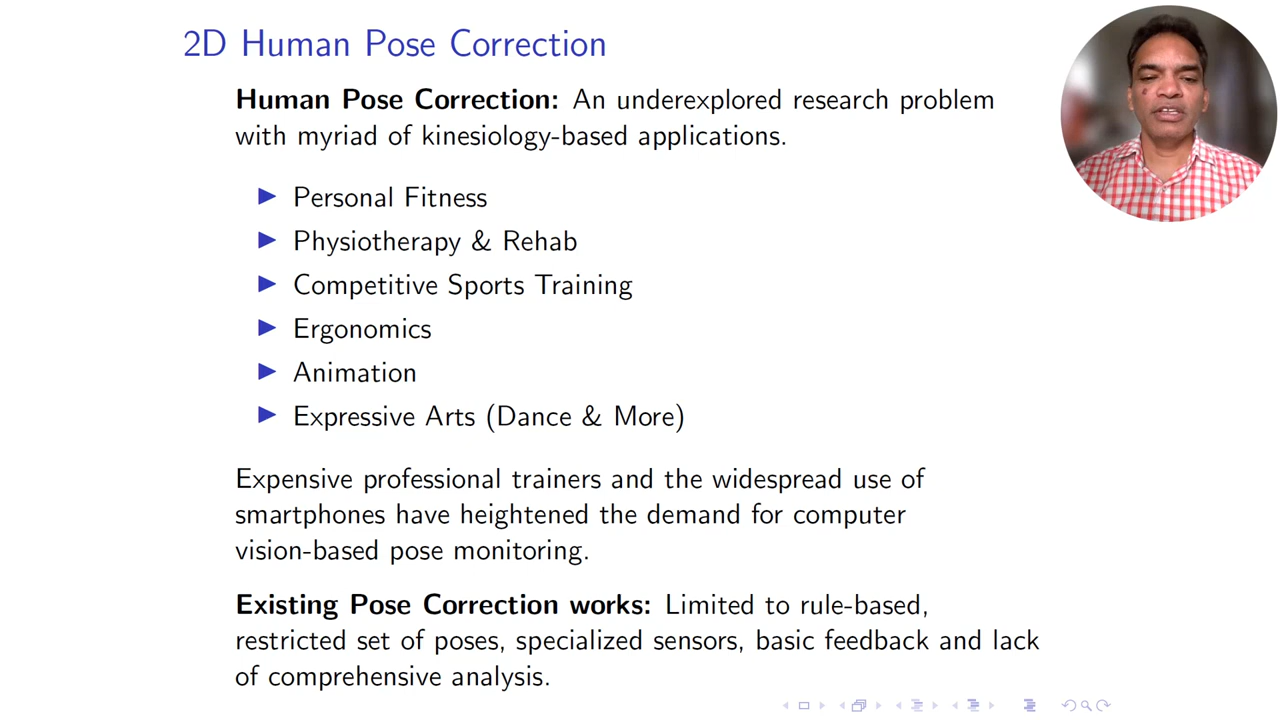 2D Human Pose Correction
Human Pose Correction: An underexplored research problem
with myriad of kinesiology-based applications.
Personal Fitness
Physiotherapy & Rehab
Competitive Sports Training
Ergonomics
Animation
Expressive Arts (Dance & More)
Expensive professional trainers and the widespread use of
smartphones have heightened the demand for computer
vision-based pose monitoring.
Existing Pose Correction works: Limited to rule-based,
restricted set of poses, specialized sensors, basic feedback and lack
of comprehensive analysis.